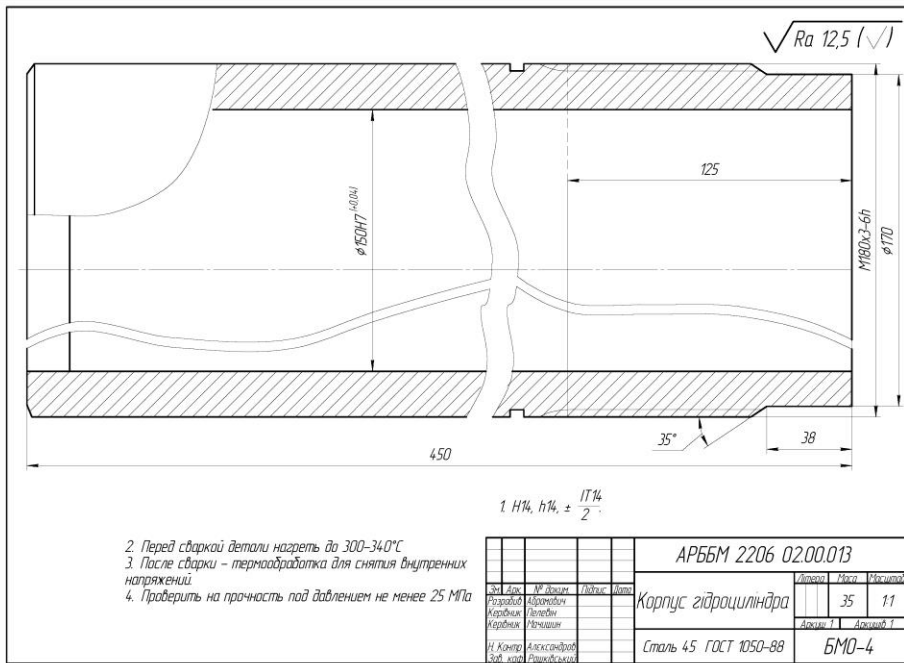 Ra 12,5 (√)
125
⌀150H7(+0,04)
M180x3-6h
⌀170
35°
38
450
1. H14, h14, ± IT14
2
2. Перед сваркой детали нагреть до 300-340°С
3. После сварки - термообработка для снятия внутренних
напряжений.
4. Проверить на прочность под давлением не менее 25 МПа
АРББМ 2206 02.00.013
Літера Маса Масштаб
Зм. Арк. № докум. Підпис Дата
Розробив Абрамович
Корпус гідроциліндра
35 1:1
Керівник Пелевін
Керівник Мачишин
Аркуш 1 Аркушів 1
Н. Контр. Александров
Сталь 45 ГОСТ 1050-88
БМО-4
Зав. каф.